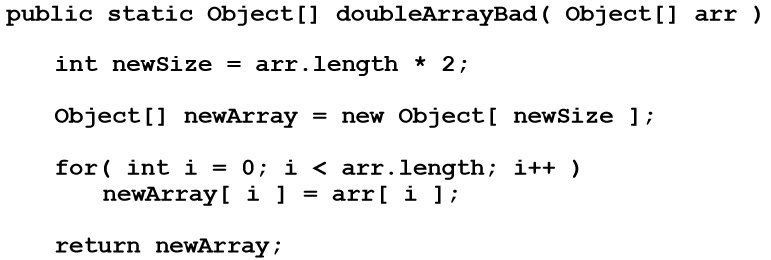 public static Object[] doubleArrayBad( Object[] arr )
int newSize = arr.length * 2;
Object[] newArray = new Object[ newSize ];
for( int i = 0; i < arr.length; i++ )
newArray[ i ] = arr[ i ];
return newArray;